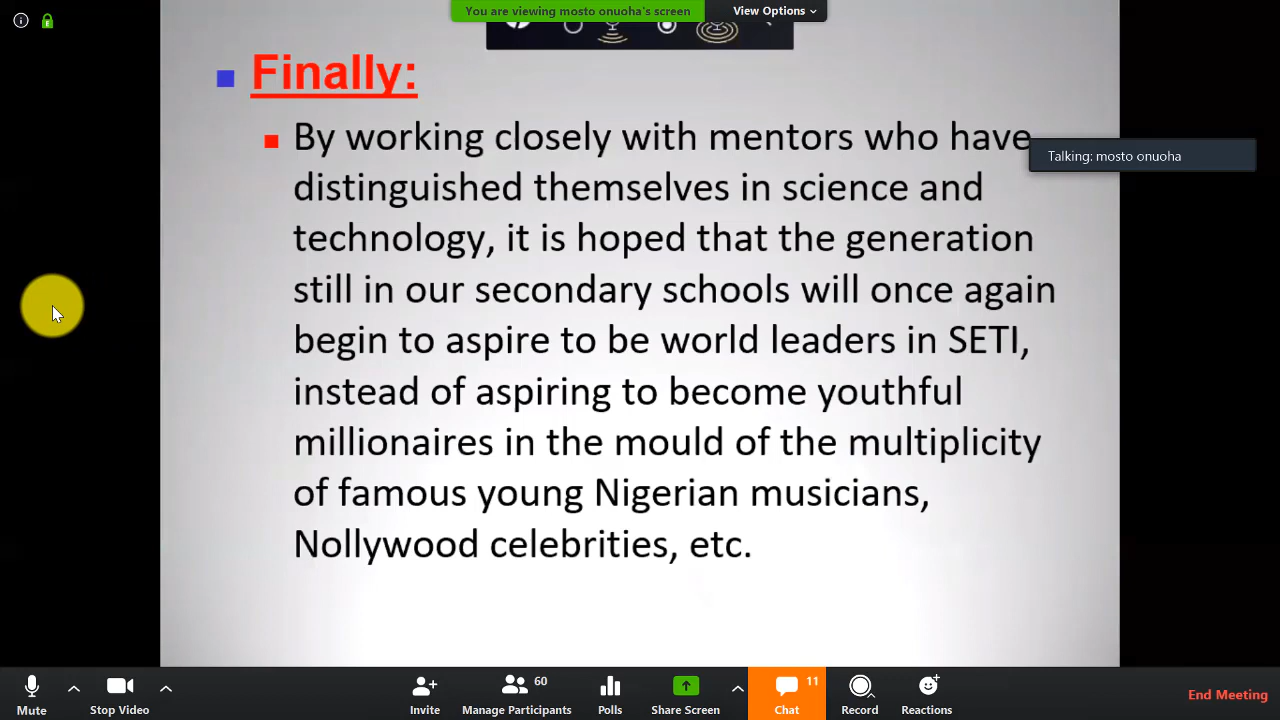 You are viewing mosto onuoha's screen
View Options
Finally:
By working closely with mentors who have
Talking: mosto onuoha
distinguished themselves in science and
technology, it is hoped that the generation
still in our secondary schools will once again
begin to aspire to be world leaders in SETI,
instead of aspiring to become youthful
millionaires in the mould of the multiplicity
of famous young Nigerian musicians,
Nollywood celebrities, etc.
60
11
Mute
Stop Video
Invite
Manage Participants
Polls
Share Screen
Chat
Record
Reactions
End Meeting